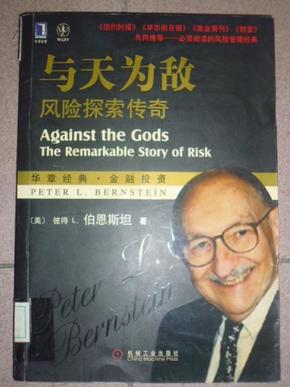 《纽约时报》《华尔街日报》《商业周刊》《财富》
共同推荐——必须阅读的风险管理经典
WILEY
与天为敌
风险探索传奇
Against the Gods
The Remarkable Story of Risk
华章经典·金融投资
PETER L. BERNSTEIN
〔美〕 彼得 L. 伯恩斯坦 著
Peter L.
Bernstein
机械工业出版社
China Machine Press